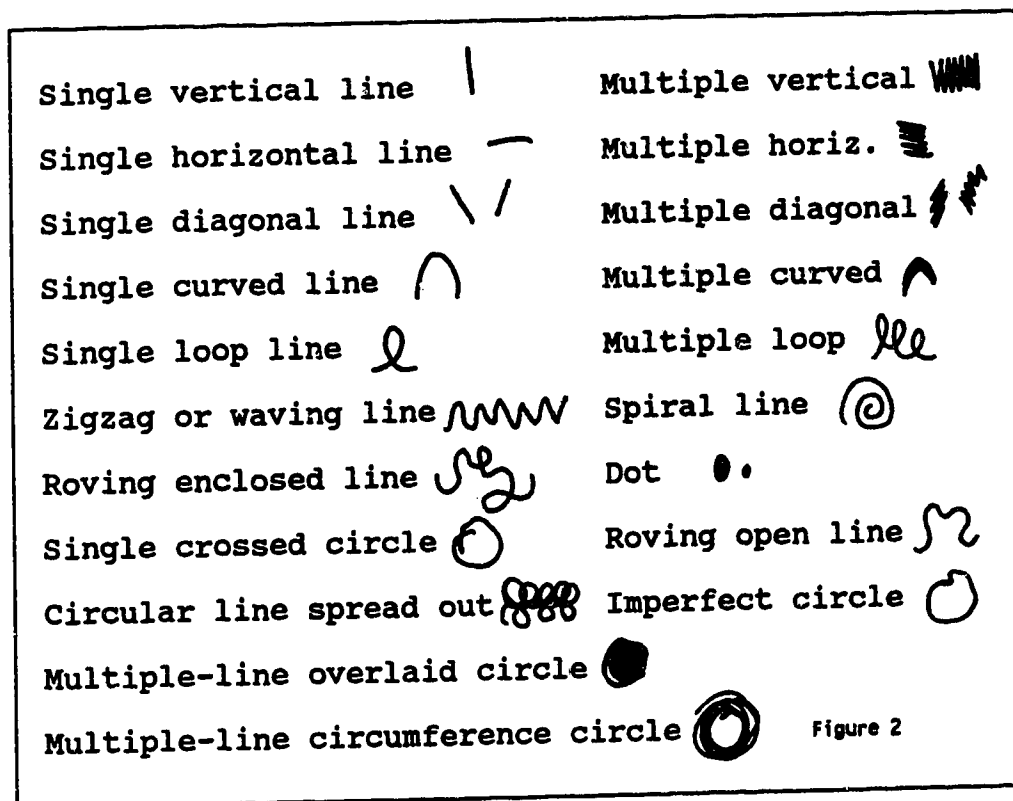 Single vertical line
Multiple vertical
Single horizontal line
Multiple horiz.
Single diagonal line
Multiple diagonal
Single curved line
Multiple curved
Single loop line
Multiple loop
Zigzag or waving line
Spiral line
Roving enclosed line
Dot
Single crossed circle
Roving open line
Circular line spread out
Imperfect circle
Multiple-line overlaid circle
Multiple-line circumference circle
Figure 2